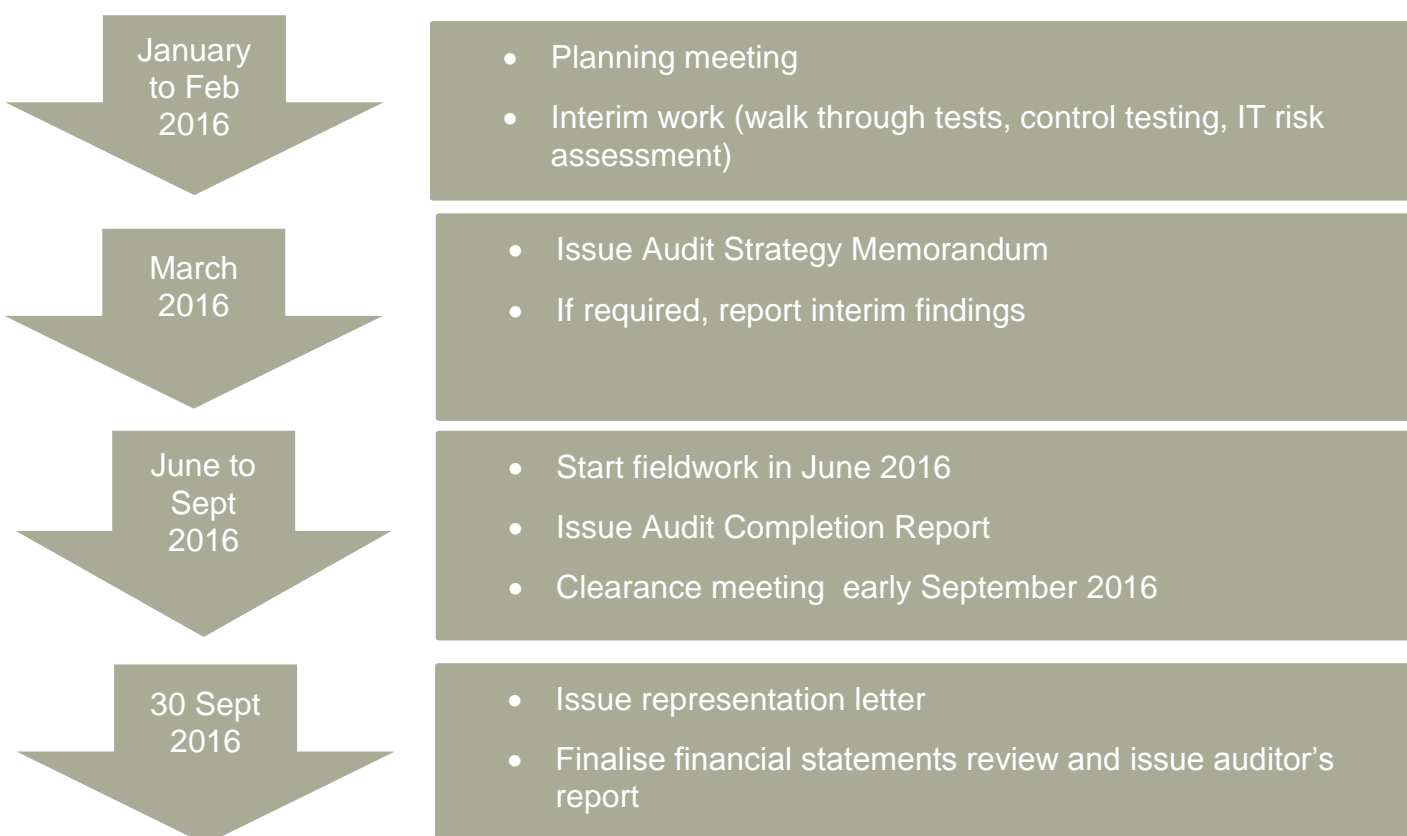 January
to Feb
2016
• Planning meeting
• Interim work (walk through tests, control testing, IT risk
assessment)
March
2016
• Issue Audit Strategy Memorandum
• If required, report interim findings
June to
Sept
2016
• Start fieldwork in June 2016
• Issue Audit Completion Report
• Clearance meeting  early September 2016
30 Sept
2016
• Issue representation letter
• Finalise financial statements review and issue auditor’s
report